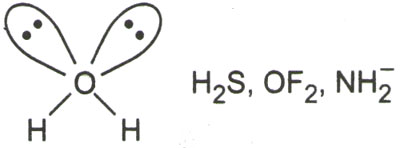 O H₂S, OF₂, NH₂⁻
H H